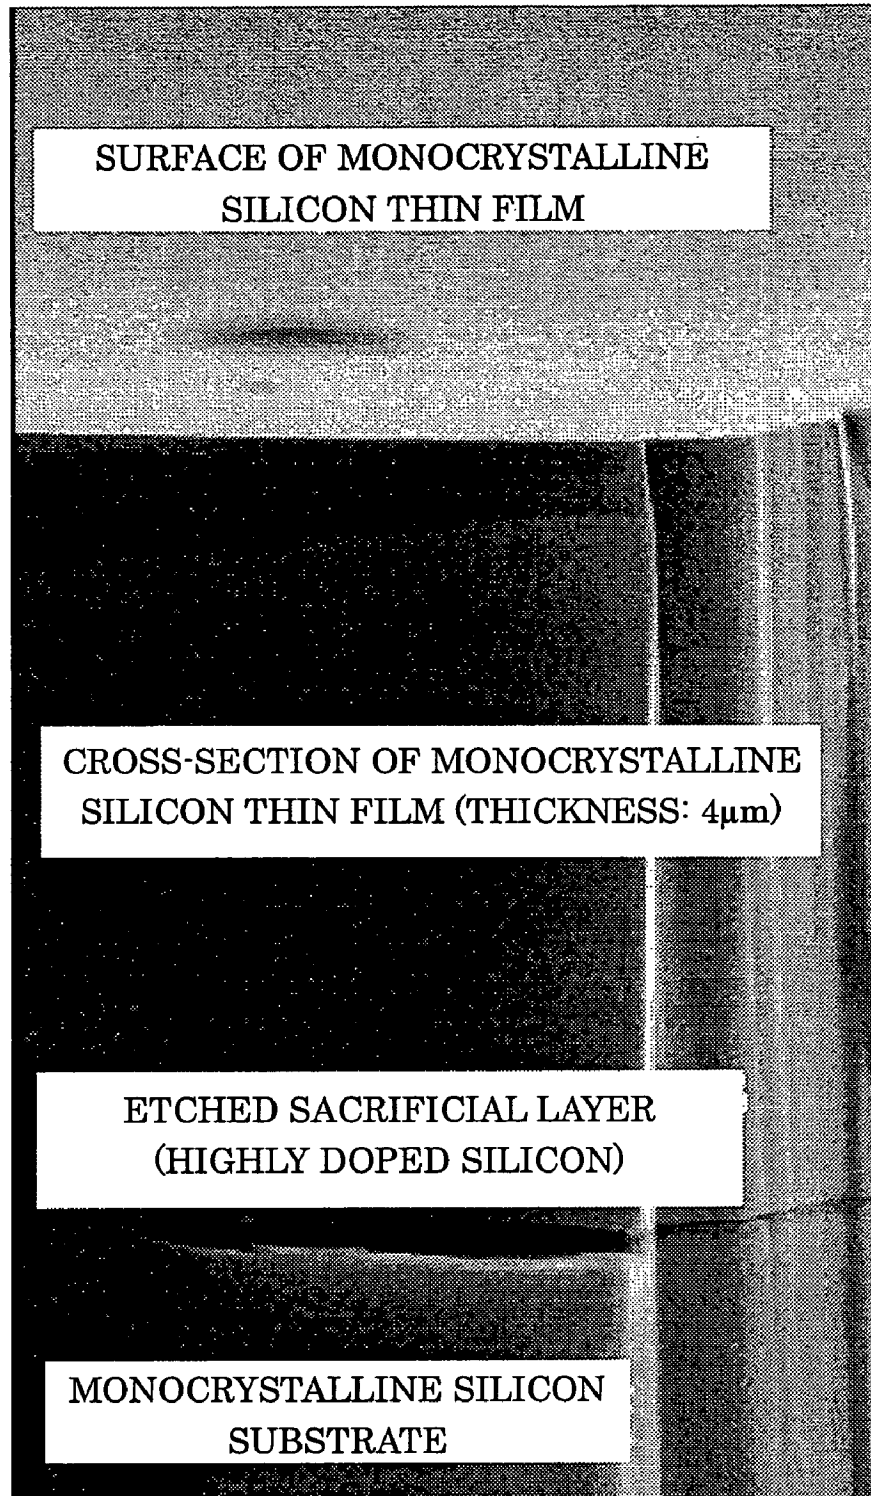 SURFACE OF MONOCRYSTALLINE
SILICON THIN FILM
CROSS-SECTION OF MONOCRYSTALLINE
SILICON THIN FILM (THICKNESS: 4μm)
ETCHED SACRIFICIAL LAYER
(HIGHLY DOPED SILICON)
MONOCRYSTALLINE SILICON
SUBSTRATE